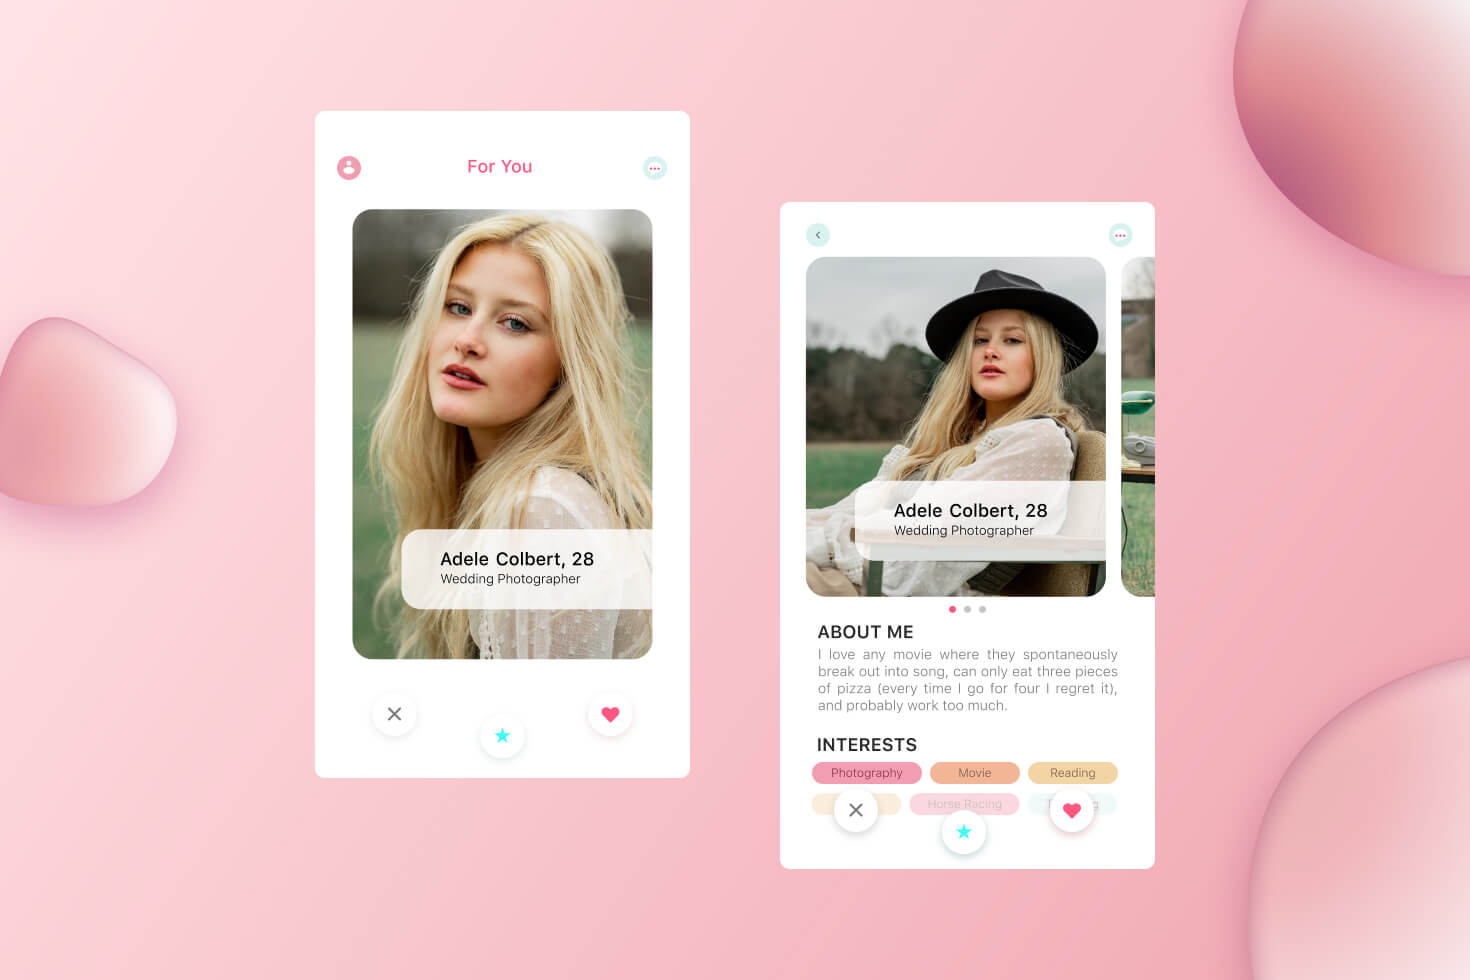 For You
Adele Colbert, 28
Wedding Photographer
Adele Colbert, 28
Wedding Photographer
ABOUT ME
I love any movie where they spontaneously
break out into song, can only eat three pieces
of pizza (every time I go for four I regret it),
and probably work too much.
INTERESTS
Photography Movie Reading
Horse Racing